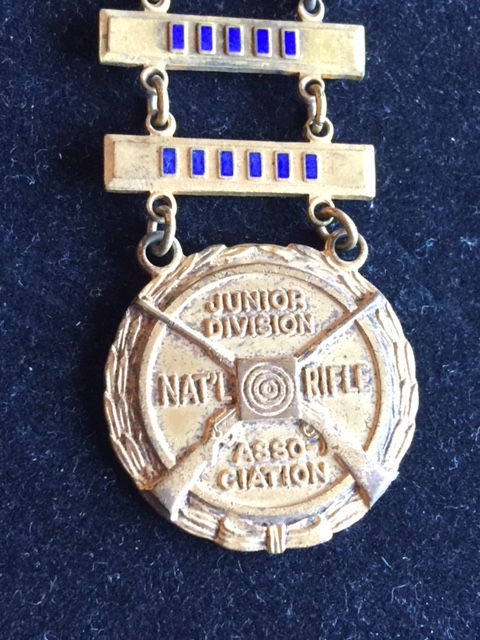 JUNIOR
DIVISION
NAT'L RIFLE
ASSO-
CIATION